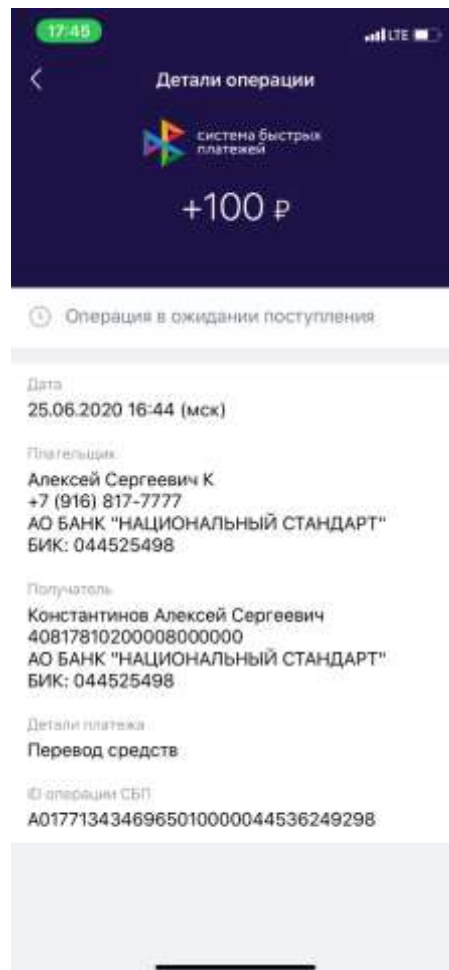 17:46
LTE
Детали операции
система быстрых
платежей
+100 ₽
Операция в ожидании поступления
Дата
25.06.2020 16:44 (мск)
Плательщик
Алексей Сергеевич К
+7 (916) 817-7777
АО БАНК "НАЦИОНАЛЬНЫЙ СТАНДАРТ"
БИК: 044525498
Получатель
Константинов Алексей Сергеевич
40817810200008000000
АО БАНК "НАЦИОНАЛЬНЫЙ СТАНДАРТ"
БИК: 044525498
Детали платежа
Перевод средств
ID операции СБП
A0177134346965010000044536249298